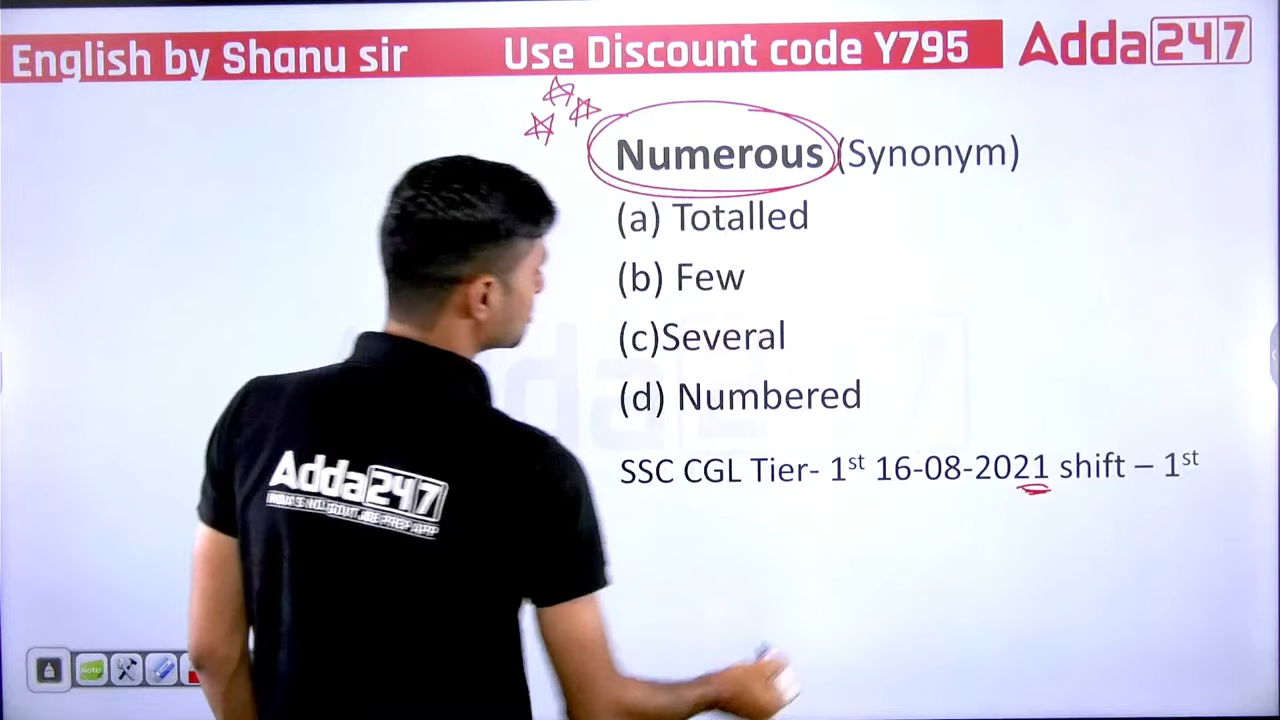 English by Shanu sir Use Discount code Y795 Adda247
Numerous (Synonym)
(a) Totalled
(b) Few
(c)Several
(d) Numbered
SSC CGL Tier- 1st 16-08-2021 shift – 1st
Adda247
Note